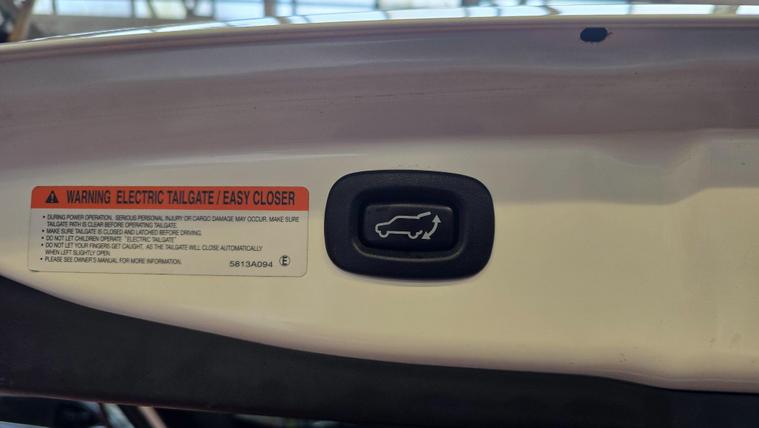 WARNING ELECTRIC TAILGATE / EASY CLOSER
• DURING POWER OPERATION, SERIOUS PERSONAL INJURY OR CARGO DAMAGE MAY OCCUR. MAKE SURE
TAILGATE PATH IS CLEAR BEFORE OPERATING TAILGATE.
• MAKE SURE TAILGATE IS CLOSED AND LATCHED BEFORE DRIVING.
• DO NOT LET CHILDREN OPERATE "ELECTRIC TAILGATE"
• DO NOT LET YOUR FINGERS GET CAUGHT, AS THE TAILGATE WILL CLOSE AUTOMATICALLY
WHEN LEFT SLIGHTLY OPEN.
• PLEASE SEE OWNER'S MANUAL FOR MORE INFORMATION.
5813A094 E